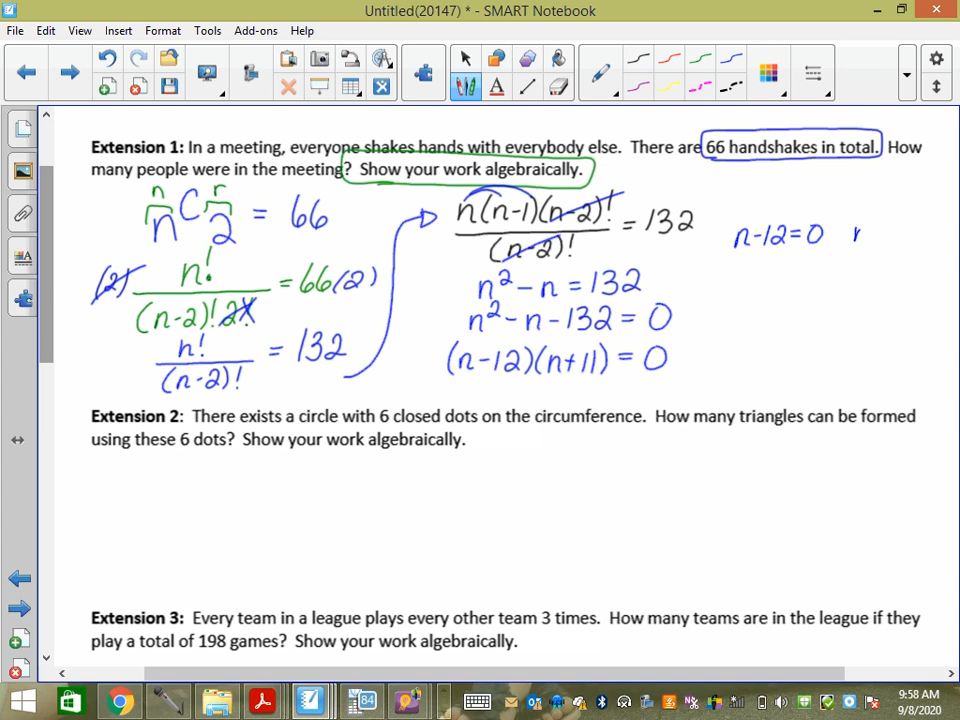 Untitled(20147) * - SMART Notebook
File Edit View Insert Format Tools Add-ons Help
Extension 1: In a meeting, everyone shakes hands with everybody else. There are 66 handshakes in total. How
many people were in the meeting? Show your work algebraically.
n r
n C 2 = 66
(2) n! / (n-2)! 2! = 66(2)
n! / (n-2)! = 132
n(n-1)(n-2)! / (n-2)! = 132
n² - n = 132
n² - n - 132 = 0
(n-12)(n+11) = 0
n-12=0
Extension 2: There exists a circle with 6 closed dots on the circumference. How many triangles can be formed
using these 6 dots? Show your work algebraically.
Extension 3: Every team in a league plays every other team 3 times. How many teams are in the league if they
play a total of 198 games? Show your work algebraically.
84
9:58 AM
9/8/2020